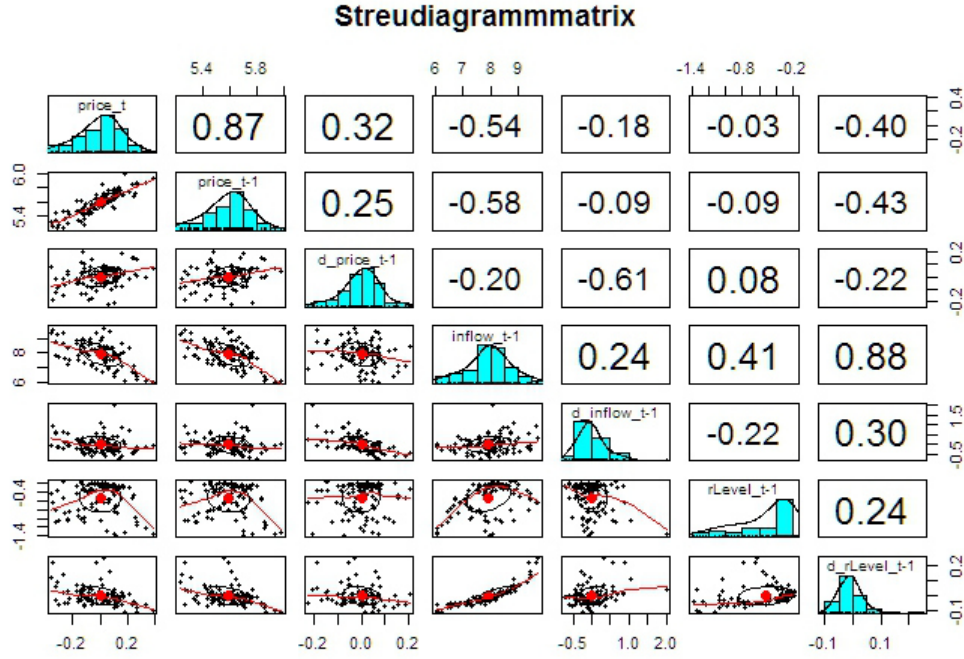 Streudiagrammmatrix
5.4 5.8 6 7 8 9 -1.4 -0.8 -0.2
price_t 0.87 0.32 -0.54 -0.18 -0.03 -0.40 -0.2 0.4
5.4 6.0 price_t-1 0.25 -0.58 -0.09 -0.09 -0.43
d_price_t-1 -0.20 -0.61 0.08 -0.22 -0.2 0.2
6 8 inflow_t-1 0.24 0.41 0.88
d_inflow_t-1 -0.22 0.30 -0.5 1.5
-1.4 -0.4 rLevel_t-1 0.24
d_rLevel_t-1 -0.1 0.2
-0.2 0.2 -0.2 0.0 0.2 -0.5 1.0 2.0 -0.1 0.1